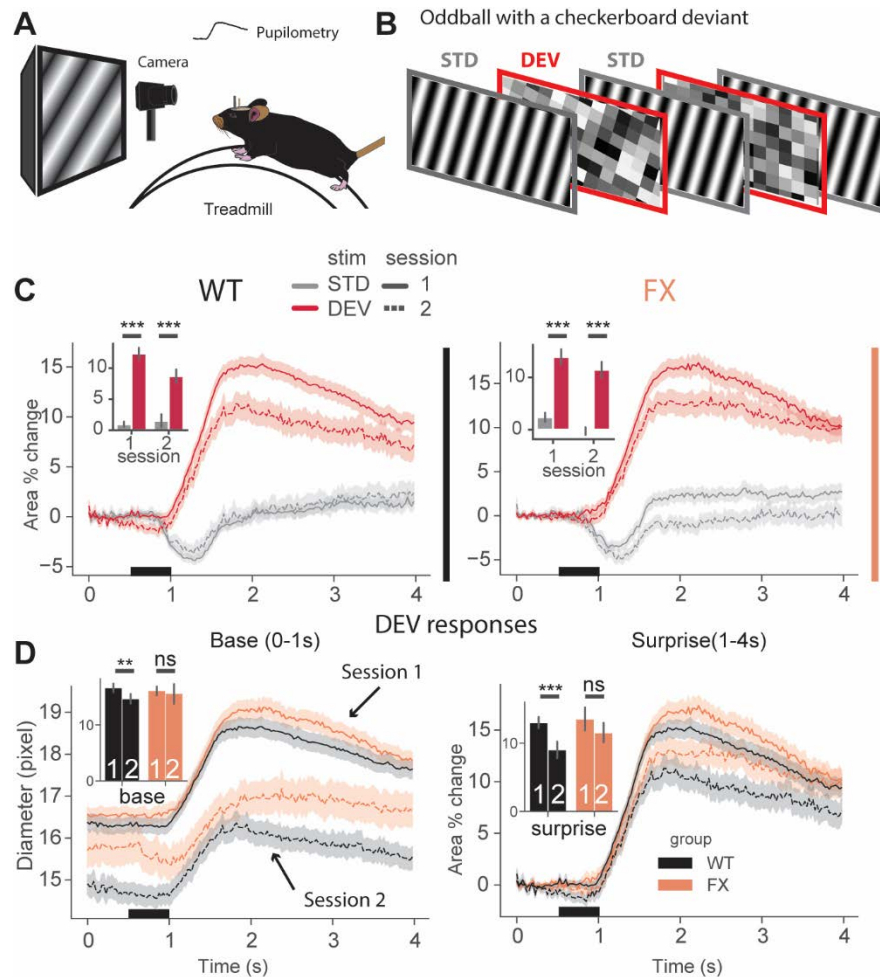 A
Pupilometry
Camera
Treadmill
B
Oddball with a checkerboard deviant
STD
DEV
STD
C
WT
stim
session
STD
1
DEV
2
FX
Area % change
15
10
5
0
-5
0
1
2
3
4
***
***
10
5
0
1
2
session
15
10
5
0
-5
0
1
2
3
4
***
***
10
0
1
2
session
DEV responses
D
Base (0-1s)
Diameter (pixel)
19
18
17
16
15
0
1
2
3
4
Time (s)
**
ns
10
0
1
2
1
2
base
Session 1
Session 2
Surprise(1-4s)
Area % change
15
10
5
0
0
1
2
3
4
Time (s)
***
ns
10
0
1
2
1
2
surprise
group
WT
FX